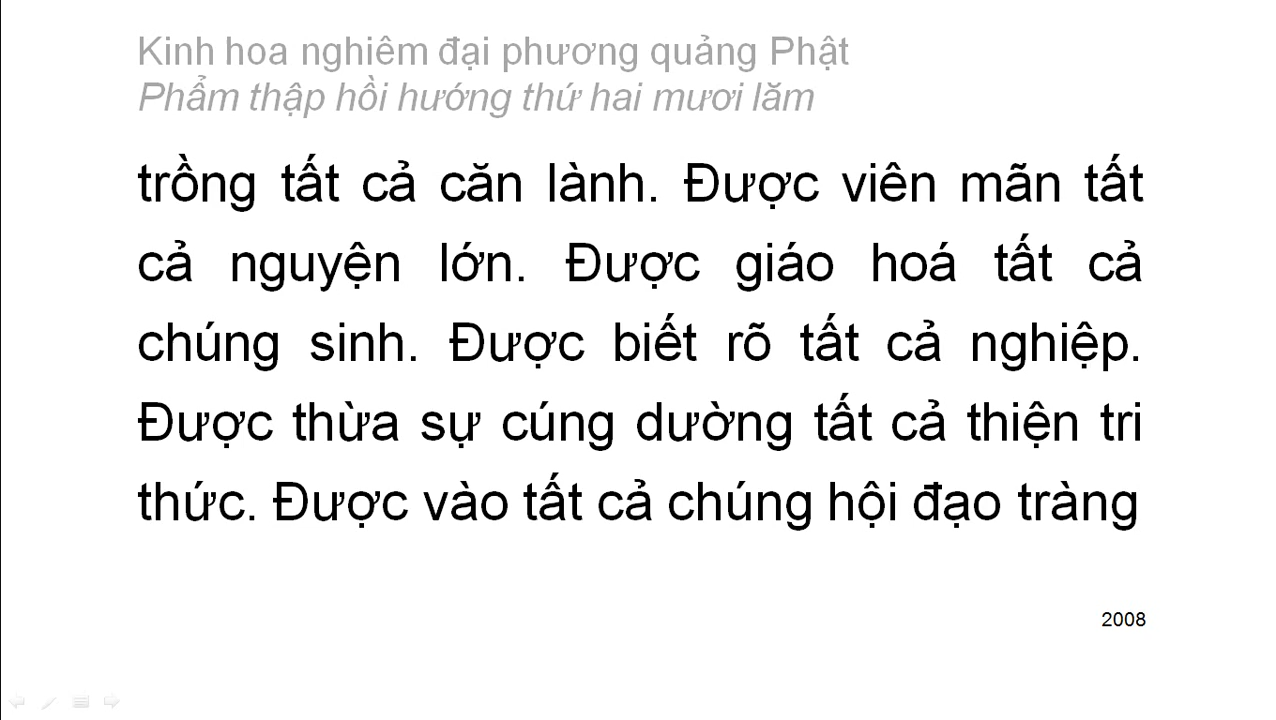 Kinh hoa nghiêm đại phương quảng Phật
Phẩm thập hồi hướng thứ hai mươi lăm
trồng tất cả căn lành. Được viên mãn tất
cả nguyện lớn. Được giáo hoá tất cả
chúng sinh. Được biết rõ tất cả nghiệp.
Được thừa sự cúng dường tất cả thiện tri
thức. Được vào tất cả chúng hội đạo tràng
2008